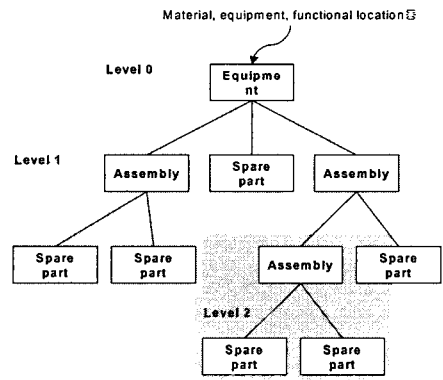 Material, equipment, functional location
Level 0
Equipme
nt
Level 1
Assembly
Spare
part
Assembly
Spare
part
Spare
part
Assembly
Spare
part
Level 2
Spare
part
Spare
part